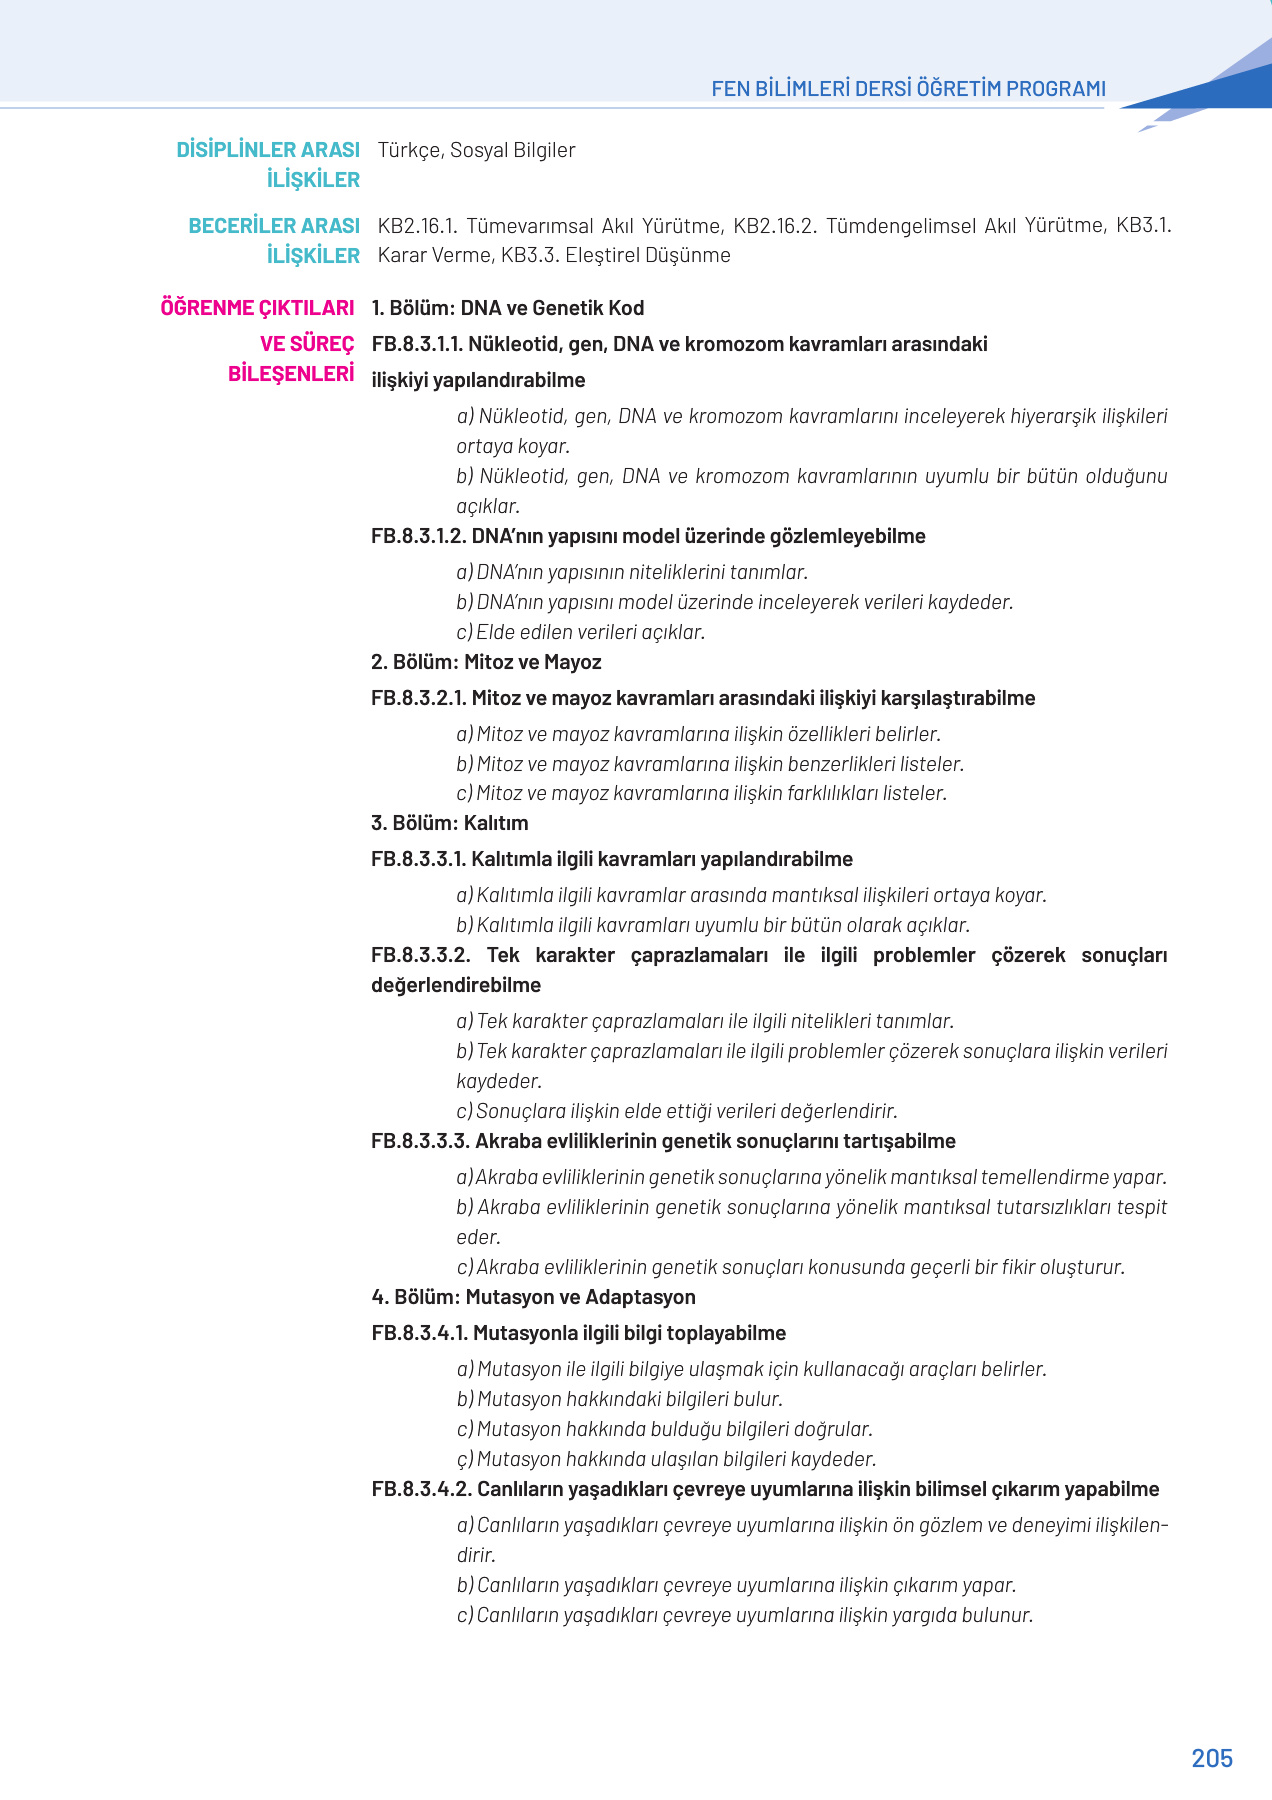 FEN BİLİMLERİ DERSİ ÖĞRETİM PROGRAMI
DİSİPLİNLER ARASI
İLİŞKİLER
Türkçe, Sosyal Bilgiler
BECERİLER ARASI
İLİŞKİLER
KB2.16.1. Tümevarımsal Akıl Yürütme, KB2.16.2. Tümdengelimsel Akıl Yürütme, KB3.1.
Karar Verme, KB3.3. Eleştirel Düşünme
ÖĞRENME ÇIKTILARI
VE SÜREÇ
BİLEŞENLERİ
1. Bölüm: DNA ve Genetik Kod
FB.8.3.1.1. Nükleotid, gen, DNA ve kromozom kavramları arasındaki
ilişkiyi yapılandırabilme
a) Nükleotid, gen, DNA ve kromozom kavramlarını inceleyerek hiyerarşik ilişkileri
ortaya koyar.
b) Nükleotid, gen, DNA ve kromozom kavramlarının uyumlu bir bütün olduğunu
açıklar.
FB.8.3.1.2. DNA’nın yapısını model üzerinde gözlemleyebilme
a) DNA’nın yapısının niteliklerini tanımlar.
b) DNA’nın yapısını model üzerinde inceleyerek verileri kaydeder.
c) Elde edilen verileri açıklar.
2. Bölüm: Mitoz ve Mayoz
FB.8.3.2.1. Mitoz ve mayoz kavramları arasındaki ilişkiyi karşılaştırabilme
a) Mitoz ve mayoz kavramlarına ilişkin özellikleri belirler.
b) Mitoz ve mayoz kavramlarına ilişkin benzerlikleri listeler.
c) Mitoz ve mayoz kavramlarına ilişkin farklılıkları listeler.
3. Bölüm: Kalıtım
FB.8.3.3.1. Kalıtımla ilgili kavramları yapılandırabilme
a) Kalıtımla ilgili kavramlar arasında mantıksal ilişkileri ortaya koyar.
b) Kalıtımla ilgili kavramları uyumlu bir bütün olarak açıklar.
FB.8.3.3.2. Tek karakter çaprazlamaları ile ilgili problemler çözerek sonuçları
değerlendirebilme
a) Tek karakter çaprazlamaları ile ilgili nitelikleri tanımlar.
b) Tek karakter çaprazlamaları ile ilgili problemler çözerek sonuçlara ilişkin verileri
kaydeder.
c) Sonuçlara ilişkin elde ettiği verileri değerlendirir.
FB.8.3.3.3. Akraba evliliklerinin genetik sonuçlarını tartışabilme
a) Akraba evliliklerinin genetik sonuçlarına yönelik mantıksal temellendirme yapar.
b) Akraba evliliklerinin genetik sonuçlarına yönelik mantıksal tutarsızlıkları tespit
eder.
c) Akraba evliliklerinin genetik sonuçları konusunda geçerli bir fikir oluşturur.
4. Bölüm: Mutasyon ve Adaptasyon
FB.8.3.4.1. Mutasyonla ilgili bilgi toplayabilme
a) Mutasyon ile ilgili bilgiye ulaşmak için kullanacağı araçları belirler.
b) Mutasyon hakkındaki bilgileri bulur.
c) Mutasyon hakkında bulduğu bilgileri doğrular.
ç) Mutasyon hakkında ulaşılan bilgileri kaydeder.
FB.8.3.4.2. Canlıların yaşadıkları çevreye uyumlarına ilişkin bilimsel çıkarım yapabilme
a) Canlıların yaşadıkları çevreye uyumlarına ilişkin ön gözlem ve deneyimi ilişkilen-
dirir.
b) Canlıların yaşadıkları çevreye uyumlarına ilişkin çıkarım yapar.
c) Canlıların yaşadıkları çevreye uyumlarına ilişkin yargıda bulunur.
205